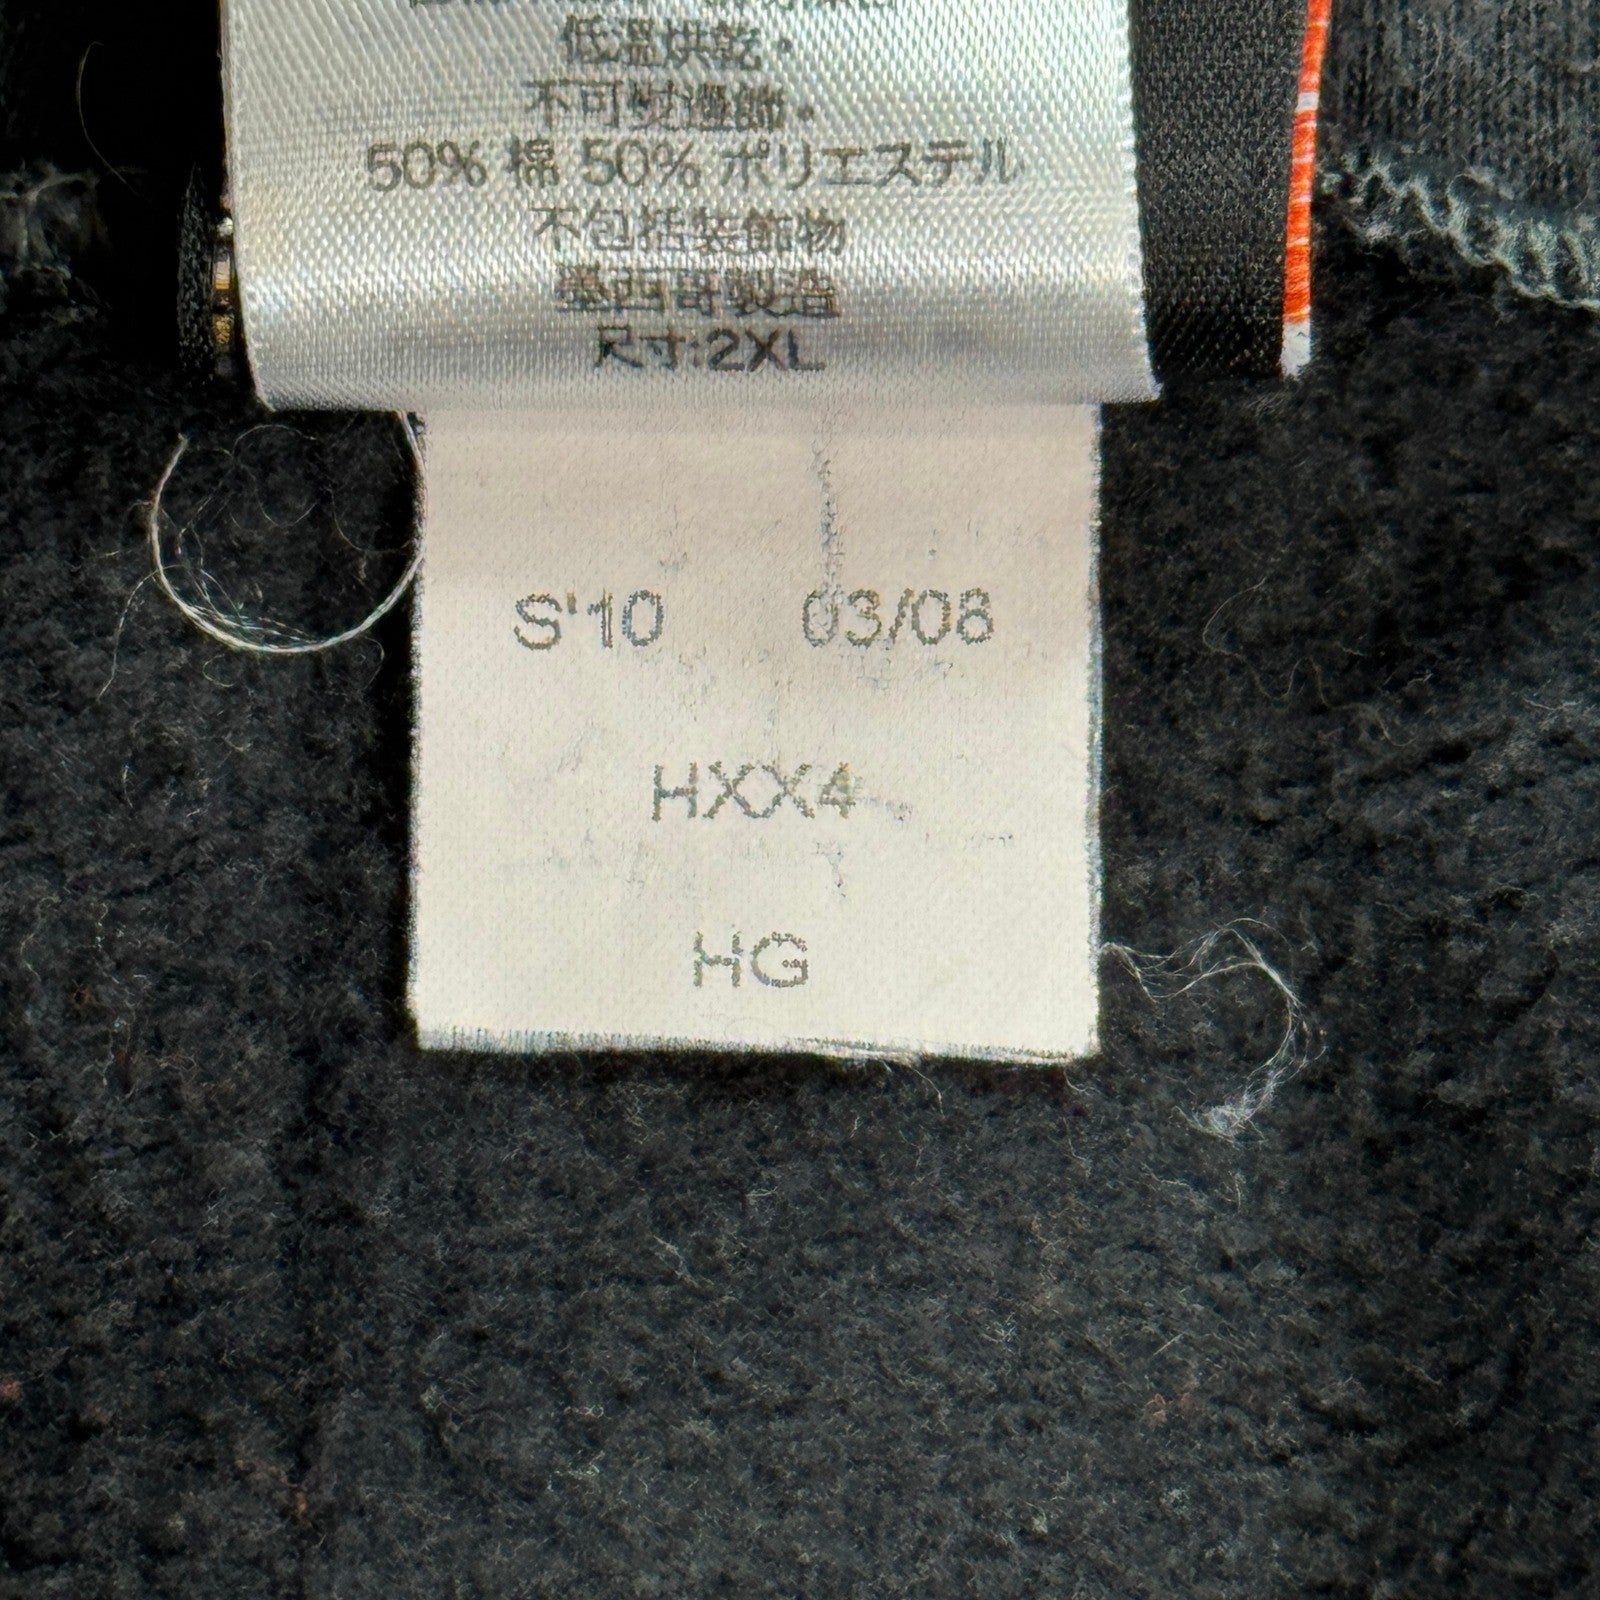 低溫烘乾。
不可熨燙飾。
50% 棉 50% ポリエステル
不包括裝飾物
墨西哥製造
尺寸:2XL
S'10 03/08
HXX4
HG